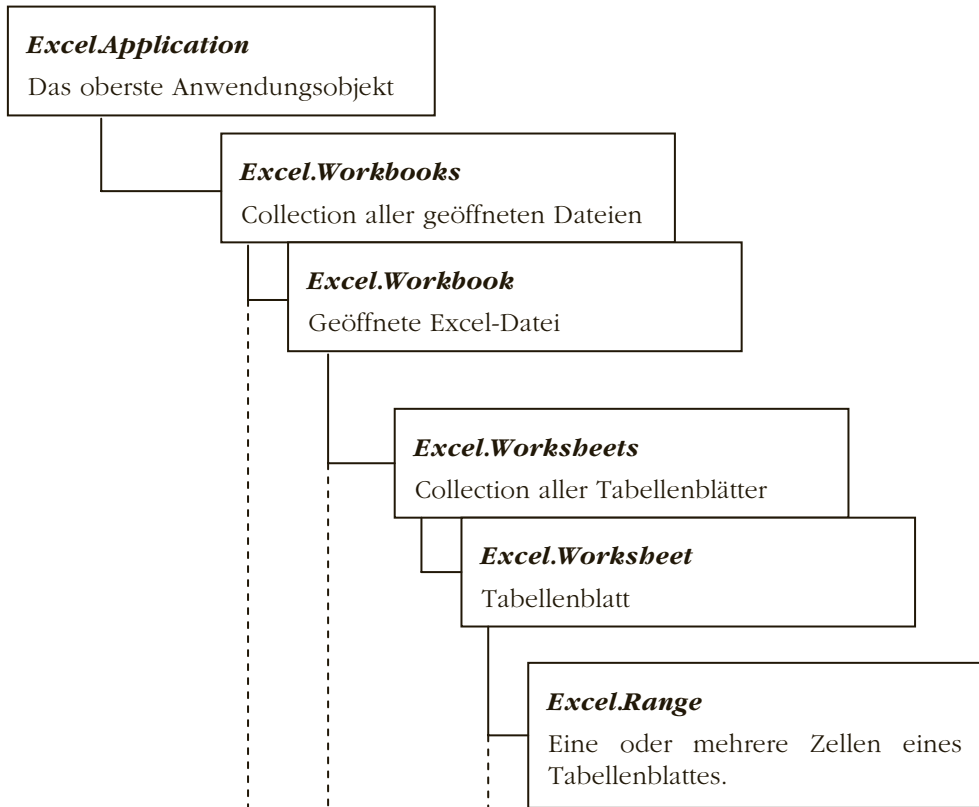 Excel.Application
Das oberste Anwendungsobjekt
Excel.Workbooks
Collection aller geöffneten Dateien
Excel.Workbook
Geöffnete Excel-Datei
Excel.Worksheets
Collection aller Tabellenblätter
Excel.Worksheet
Tabellenblatt
Excel.Range
Eine oder mehrere Zellen eines
Tabellenblattes.